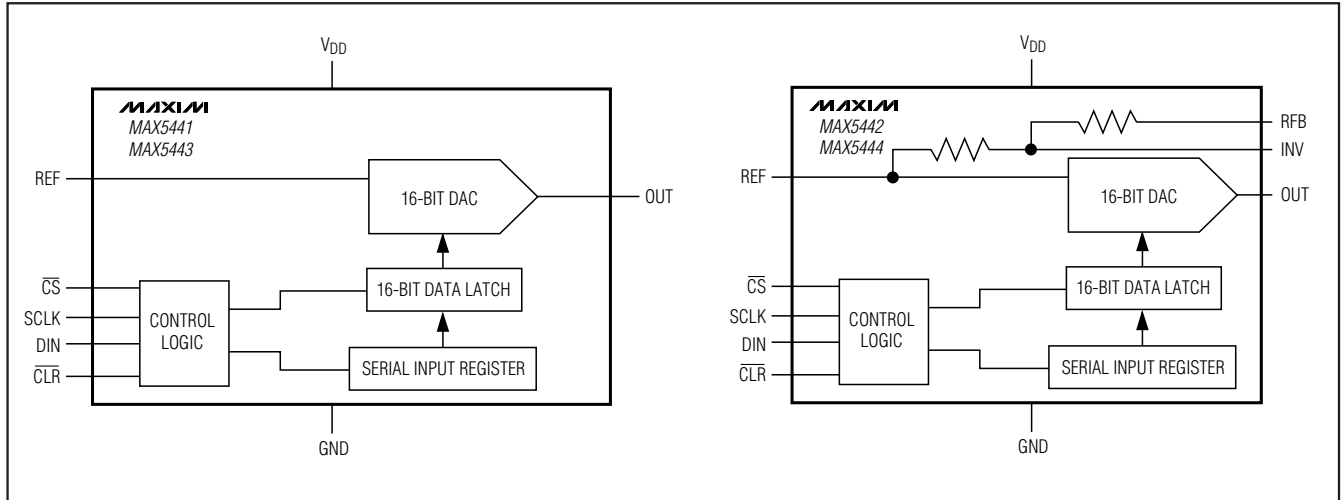 VDD
MAXIM
MAX5441
MAX5443
REF
16-BIT DAC
OUT
CS
16-BIT DATA LATCH
SCLK
CONTROL
LOGIC
DIN
SERIAL INPUT REGISTER
CLR
GND
VDD
MAXIM
MAX5442
MAX5444
RFB
INV
REF
16-BIT DAC
OUT
CS
16-BIT DATA LATCH
SCLK
CONTROL
LOGIC
DIN
SERIAL INPUT REGISTER
CLR
GND